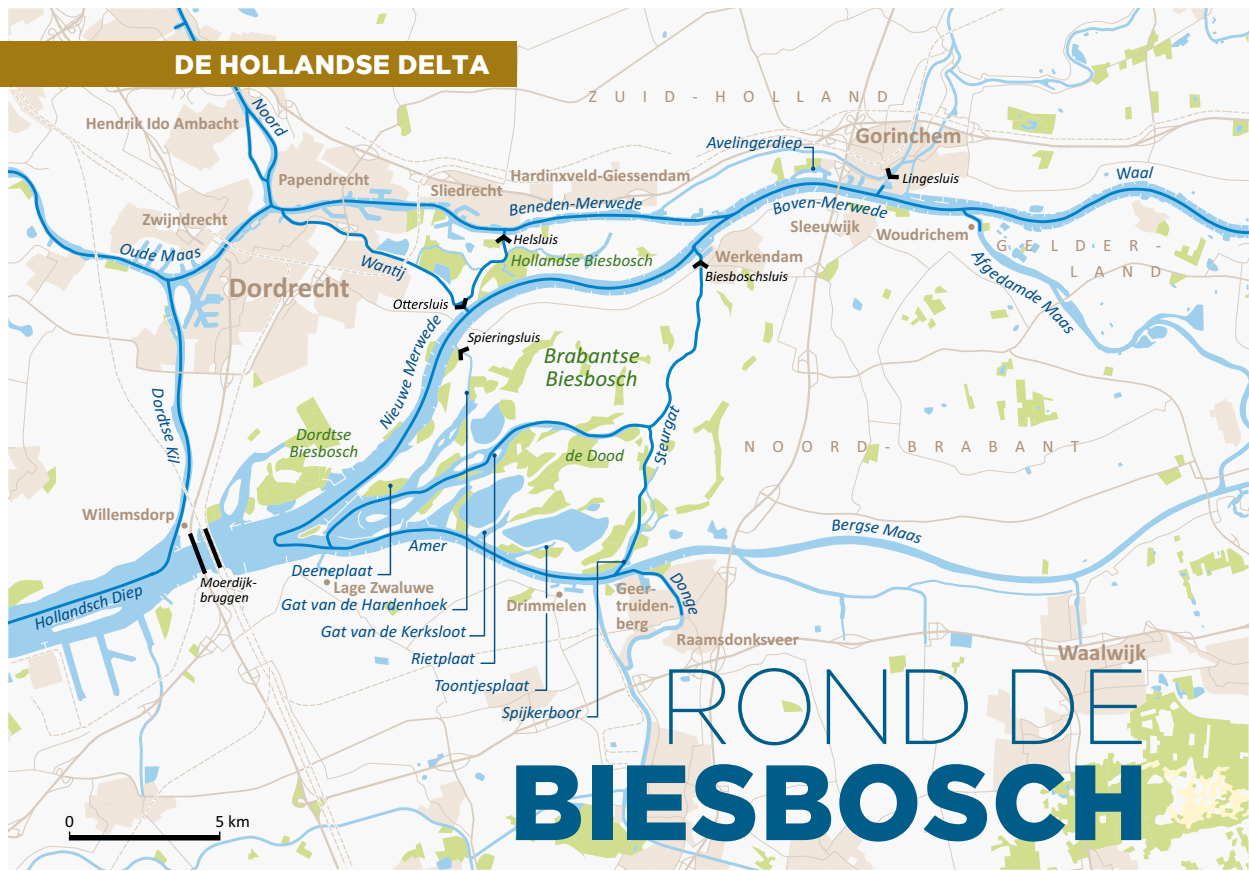 DE HOLLANDSE DELTA
ZUID-HOLLAND
Noord
Hendrik Ido Ambacht
Gorinchem
Avelingerdiep
Lingesluis
Papendrecht
Hardinxveld-Giessendam
Sliedrecht
Waal
Beneden-Merwede
Boven-Merwede
Zwijndrecht
Sleeuwijk
Woudrichem
Helsluis
GELDER-
LAND
Oude Maas
Wantij
Hollandse Biesbosch
Werkendam
Biesboschsluis
Afgedamde Maas
Dordrecht
Ottersluis
Spieringsluis
Nieuwe Merwede
Brabantse
Biesbosch
Dordtse Kil
Dordtse
Biesbosch
de Dood
Steurgat
NOORD-BRABANT
Willemsdorp
Bergse Maas
Amer
Deeneplaat
Moerdijk-
bruggen
Lage Zwaluwe
Hollandsch Diep
Gat van de Hardenhoek
Drimmelen
Geer-
truiden-
berg
Donge
Gat van de Kerksloot
Raamsdonksveer
Waalwijk
Rietplaat
Toontjesplaat
Spijkerboor
ROND DE
BIESBOSCH
0 5 km